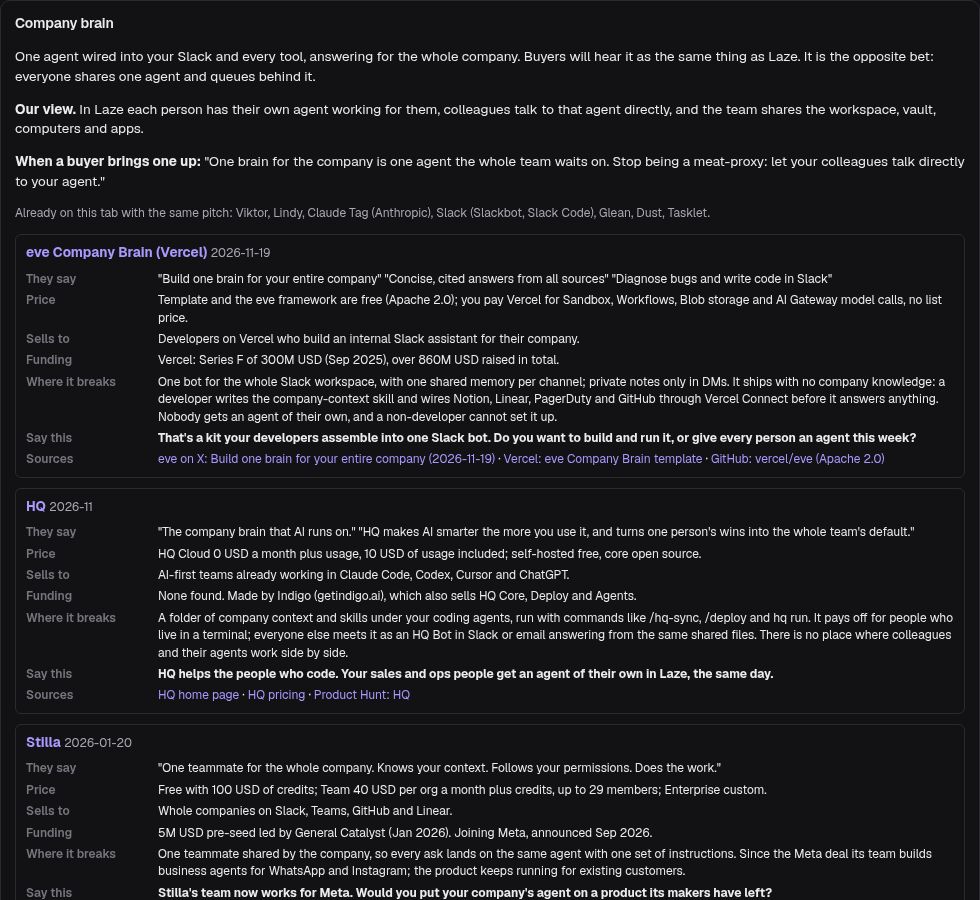 Company brain
One agent wired into your Slack and every tool, answering for the whole company. Buyers will hear it as the same thing as Laze. It is the opposite bet:
everyone shares one agent and queues behind it.
Our view. In Laze each person has their own agent working for them, colleagues talk to that agent directly, and the team shares the workspace, vault,
computers and apps.
When a buyer brings one up: "One brain for the company is one agent the whole team waits on. Stop being a meat-proxy: let your colleagues talk directly
to your agent."
Already on this tab with the same pitch: Viktor, Lindy, Claude Tag (Anthropic), Slack (Slackbot, Slack Code), Glean, Dust, Tasklet.
eve Company Brain (Vercel) 2026-11-19
They say "Build one brain for your entire company" "Concise, cited answers from all sources" "Diagnose bugs and write code in Slack"
Price Template and the eve framework are free (Apache 2.0); you pay Vercel for Sandbox, Workflows, Blob storage and AI Gateway model calls, no list
price.
Sells to Developers on Vercel who build an internal Slack assistant for their company.
Funding Vercel: Series F of 300M USD (Sep 2025), over 860M USD raised in total.
Where it breaks One bot for the whole Slack workspace, with one shared memory per channel; private notes only in DMs. It ships with no company knowledge: a
developer writes the company-context skill and wires Notion, Linear, PagerDuty and GitHub through Vercel Connect before it answers anything.
Nobody gets an agent of their own, and a non-developer cannot set it up.
Say this That's a kit your developers assemble into one Slack bot. Do you want to build and run it, or give every person an agent this week?
Sources eve on X: Build one brain for your entire company (2026-11-19) · Vercel: eve Company Brain template · GitHub: vercel/eve (Apache 2.0)
HQ 2026-11
They say "The company brain that AI runs on." "HQ makes AI smarter the more you use it, and turns one person's wins into the whole team's default."
Price HQ Cloud 0 USD a month plus usage, 10 USD of usage included; self-hosted free, core open source.
Sells to AI-first teams already working in Claude Code, Codex, Cursor and ChatGPT.
Funding None found. Made by Indigo (getindigo.ai), which also sells HQ Core, Deploy and Agents.
Where it breaks A folder of company context and skills under your coding agents, run with commands like /hq-sync, /deploy and hq run. It pays off for people who
live in a terminal; everyone else meets it as an HQ Bot in Slack or email answering from the same shared files. There is no place where colleagues
and their agents work side by side.
Say this HQ helps the people who code. Your sales and ops people get an agent of their own in Laze, the same day.
Sources HQ home page · HQ pricing · Product Hunt: HQ
Stilla 2026-01-20
They say "One teammate for the whole company. Knows your context. Follows your permissions. Does the work."
Price Free with 100 USD of credits; Team 40 USD per org a month plus credits, up to 29 members; Enterprise custom.
Sells to Whole companies on Slack, Teams, GitHub and Linear.
Funding 5M USD pre-seed led by General Catalyst (Jan 2026). Joining Meta, announced Sep 2026.
Where it breaks One teammate shared by the company, so every ask lands on the same agent with one set of instructions. Since the Meta deal its team builds
business agents for WhatsApp and Instagram; the product keeps running for existing customers.
Say this Stilla's team now works for Meta. Would you put your company's agent on a product its makers have left?